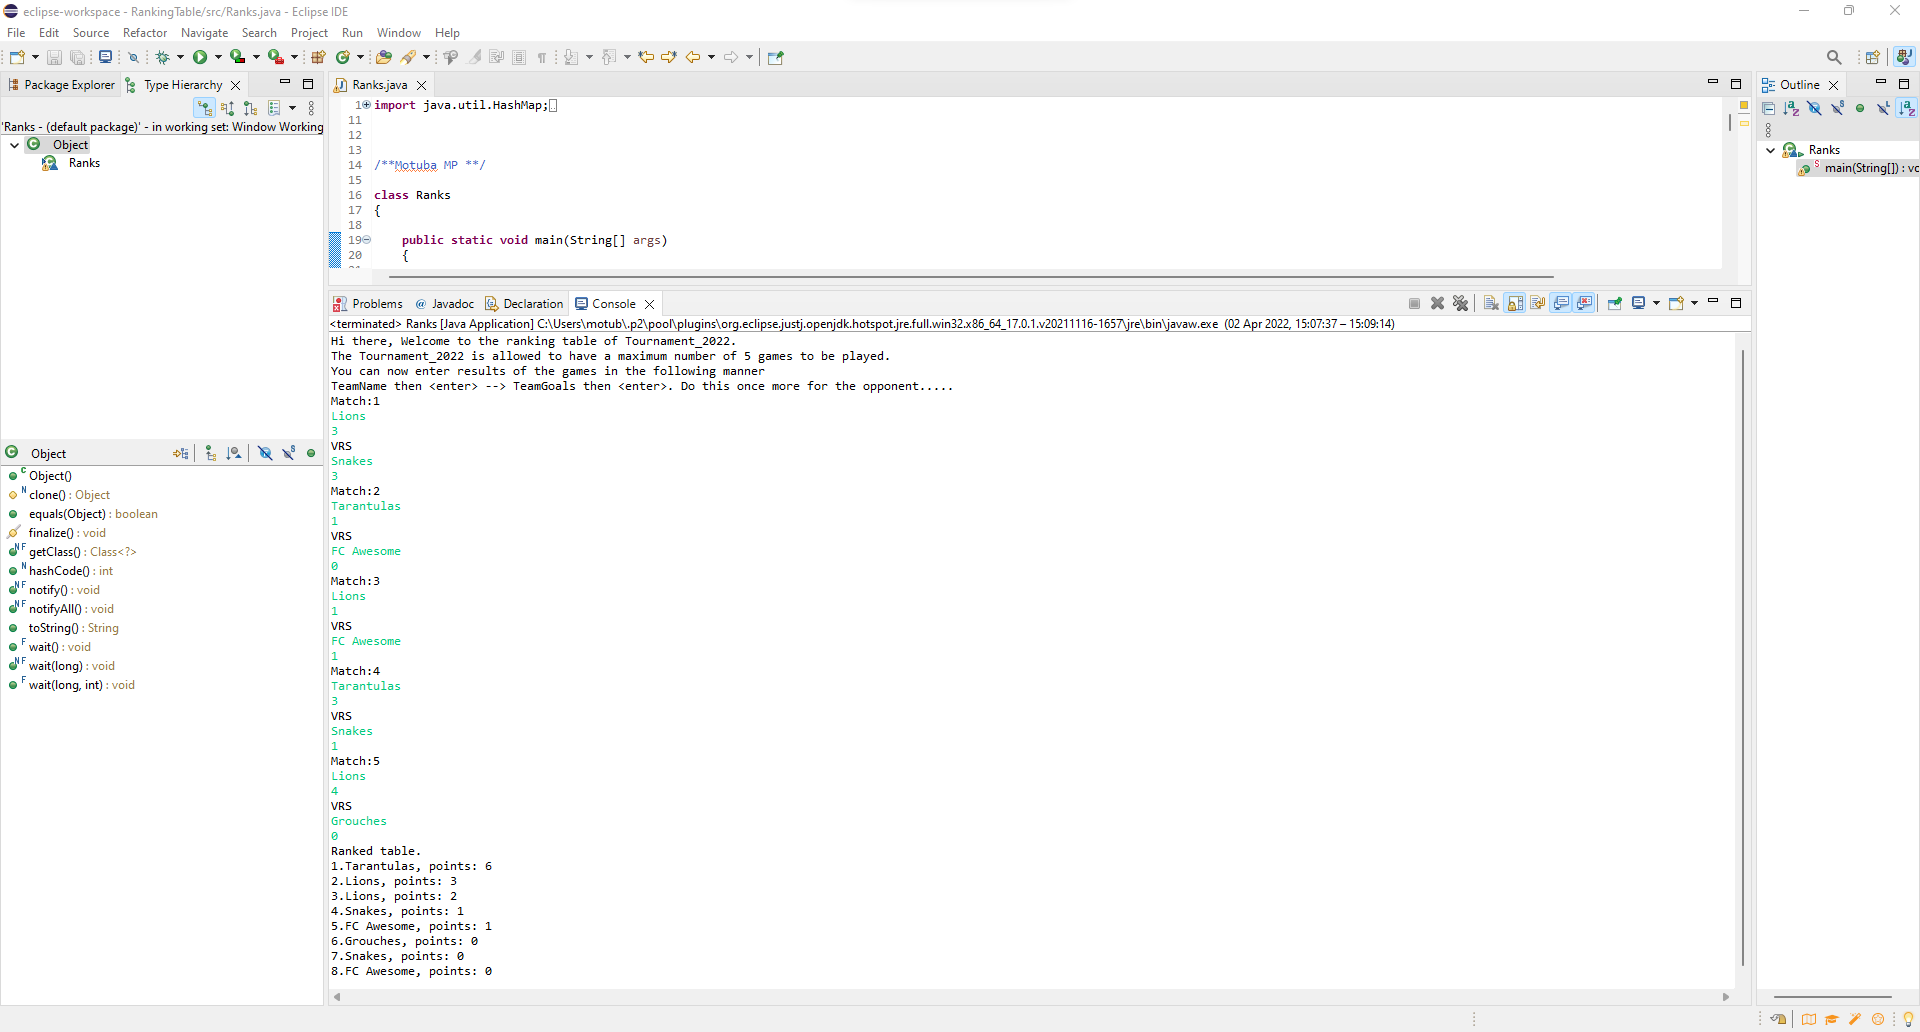 eclipse-workspace - RankingTable/src/Ranks.java - Eclipse IDE
File Edit Source Refactor Navigate Search Project Run Window Help
Package Explorer Type Hierarchy
'Ranks - (default package)' - in working set: Window Working
Object
Ranks
Object
Object()
clone() : Object
equals(Object) : boolean
finalize() : void
getClass() : Class<?>
hashCode() : int
notify() : void
notifyAll() : void
toString() : String
wait() : void
wait(long) : void
wait(long, int) : void
Ranks.java
1 import java.util.HashMap;
11
12
13
14 /**Motuba MP **/
15
16 class Ranks
17 {
18
19 public static void main(String[] args)
20 {
Problems @ Javadoc Declaration Console
<terminated> Ranks [Java Application] C:\Users\motub\.p2\pool\plugins\org.eclipse.justj.openjdk.hotspot.jre.full.win32.x86_64_17.0.1.v20211116-1657\jre\bin\javaw.exe (02 Apr 2022, 15:07:37 – 15:09:14)
Hi there, Welcome to the ranking table of Tournament_2022.
The Tournament_2022 is allowed to have a maximum number of 5 games to be played.
You can now enter results of the games in the following manner
TeamName then <enter> --> TeamGoals then <enter>. Do this once more for the opponent.....
Match:1
Lions
3
VRS
Snakes
3
Match:2
Tarantulas
1
VRS
FC Awesome
0
Match:3
Lions
1
VRS
FC Awesome
1
Match:4
Tarantulas
3
VRS
Snakes
1
Match:5
Lions
4
VRS
Grouches
0
Ranked table.
1.Tarantulas, points: 6
2.Lions, points: 3
3.Lions, points: 2
4.Snakes, points: 1
5.FC Awesome, points: 1
6.Grouches, points: 0
7.Snakes, points: 0
8.FC Awesome, points: 0
Outline
Ranks
main(String[]) : vo